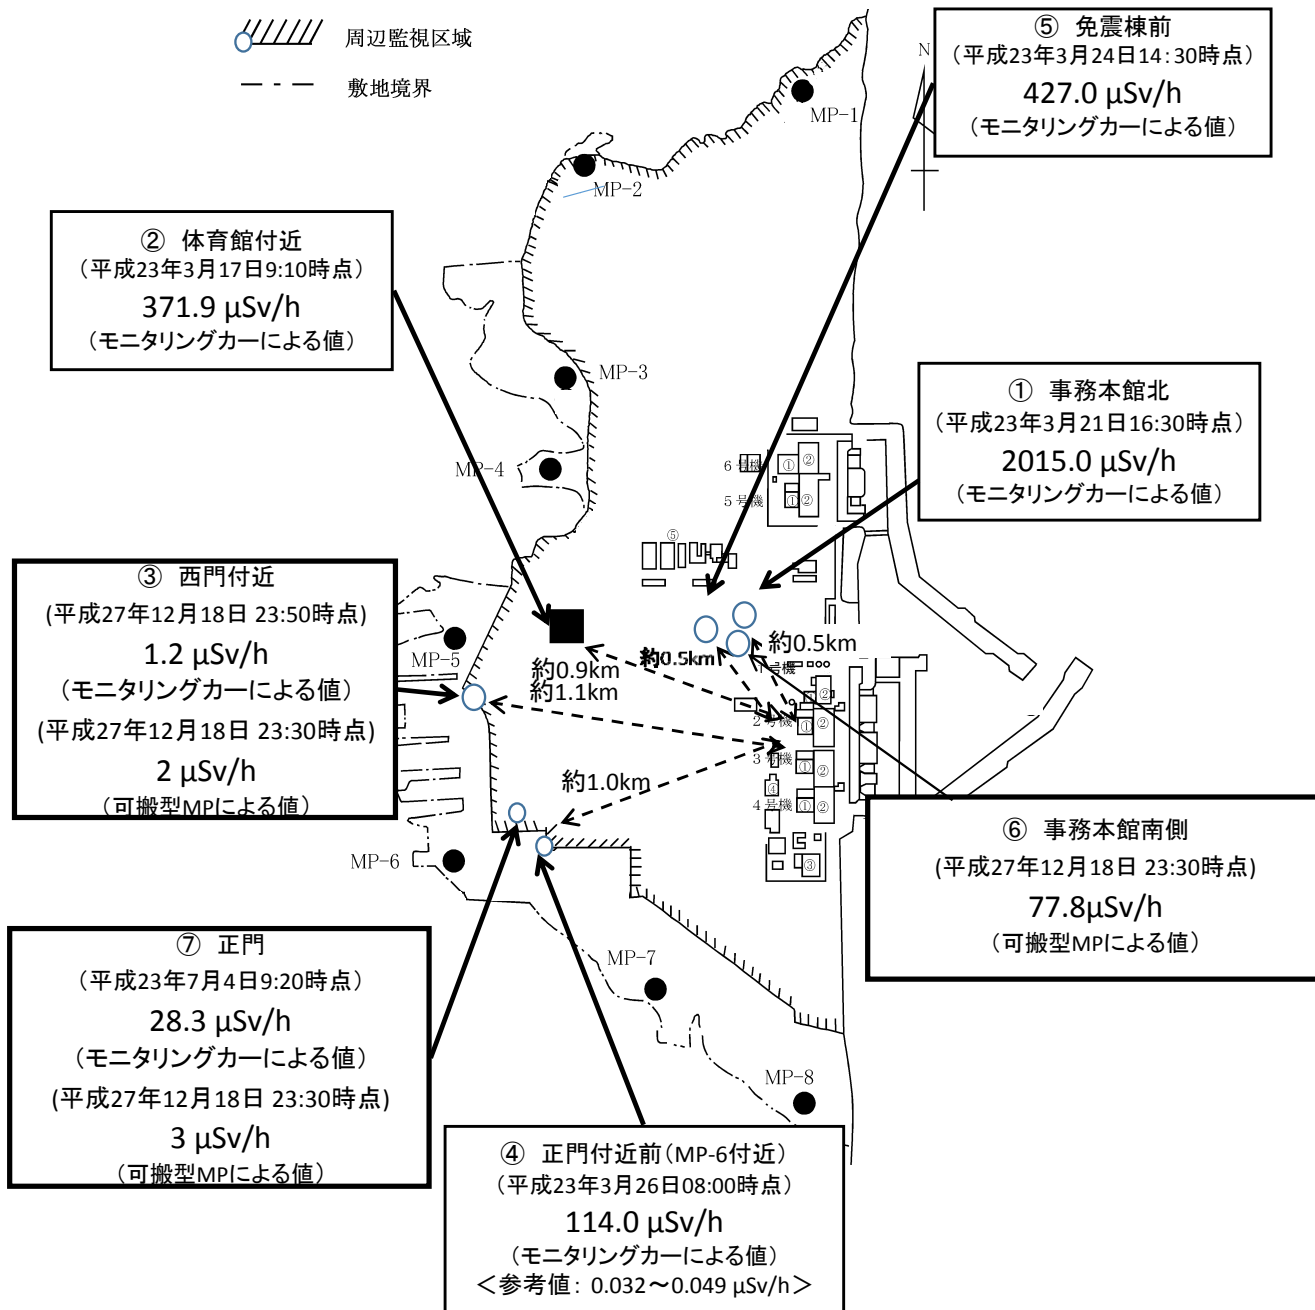 周辺監視区域
敷地境界
N
⑤ 免震棟前
(平成23年3月24日14:30時点)
427.0 μSv/h
(モニタリングカーによる値)
MP-1
MP-2
② 体育館付近
(平成23年3月17日9:10時点)
371.9 μSv/h
(モニタリングカーによる値)
MP-3
① 事務本館北
(平成23年3月21日16:30時点)
2015.0 μSv/h
(モニタリングカーによる値)
MP-4
6号機
① ②
5号機
① ②
⑤
③ 西門付近
(平成27年12月18日 23:50時点)
1.2 μSv/h
(モニタリングカーによる値)
(平成27年12月18日 23:30時点)
2 μSv/h
(可搬型MPによる値)
MP-5
約0.9km
約1.1km
約0.5km
約0.5km
1号機
②
2号機
① ②
3号機
① ②
④
4号機
① ②
③
約1.0km
MP-6
⑥ 事務本館南側
(平成27年12月18日 23:30時点)
77.8μSv/h
(可搬型MPによる値)
⑦ 正門
(平成23年7月4日9:20時点)
28.3 μSv/h
(モニタリングカーによる値)
(平成27年12月18日 23:30時点)
3 μSv/h
(可搬型MPによる値)
MP-7
MP-8
④ 正門付近前(MP-6付近)
(平成23年3月26日08:00時点)
114.0 μSv/h
(モニタリングカーによる値)
<参考値: 0.032~0.049 μSv/h>